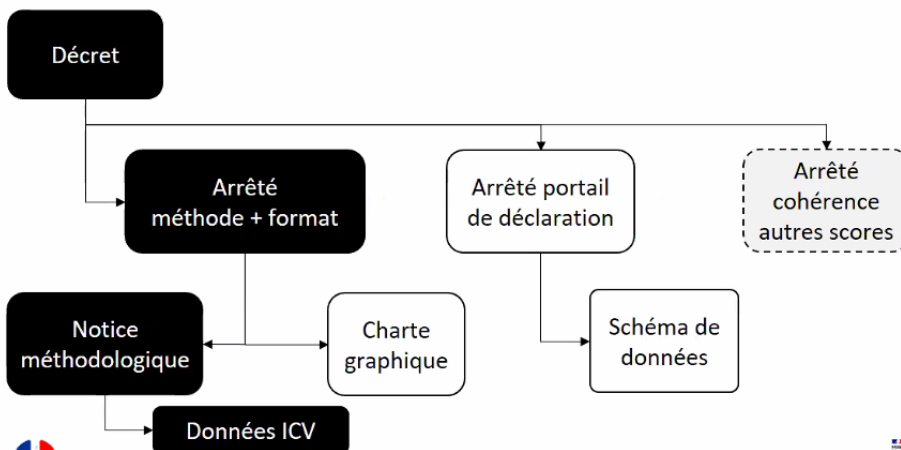 Décret
Arrêté
méthode + format
Arrêté portail
de déclaration
Arrêté
cohérence
autres scores
Notice
méthodologique
Charte
graphique
Schéma de
données
Données ICV